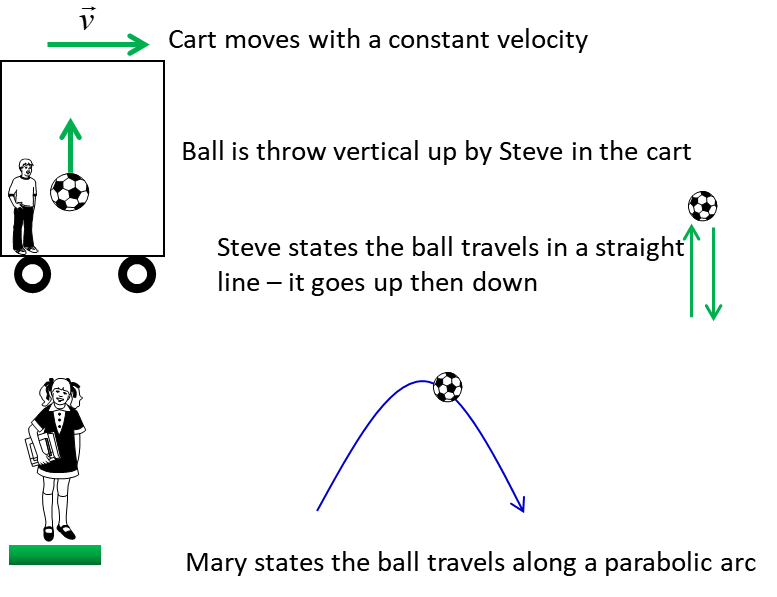 v
Cart moves with a constant velocity
Ball is throw vertical up by Steve in the cart
Steve states the ball travels in a straight
line – it goes up then down
Mary states the ball travels along a parabolic arc